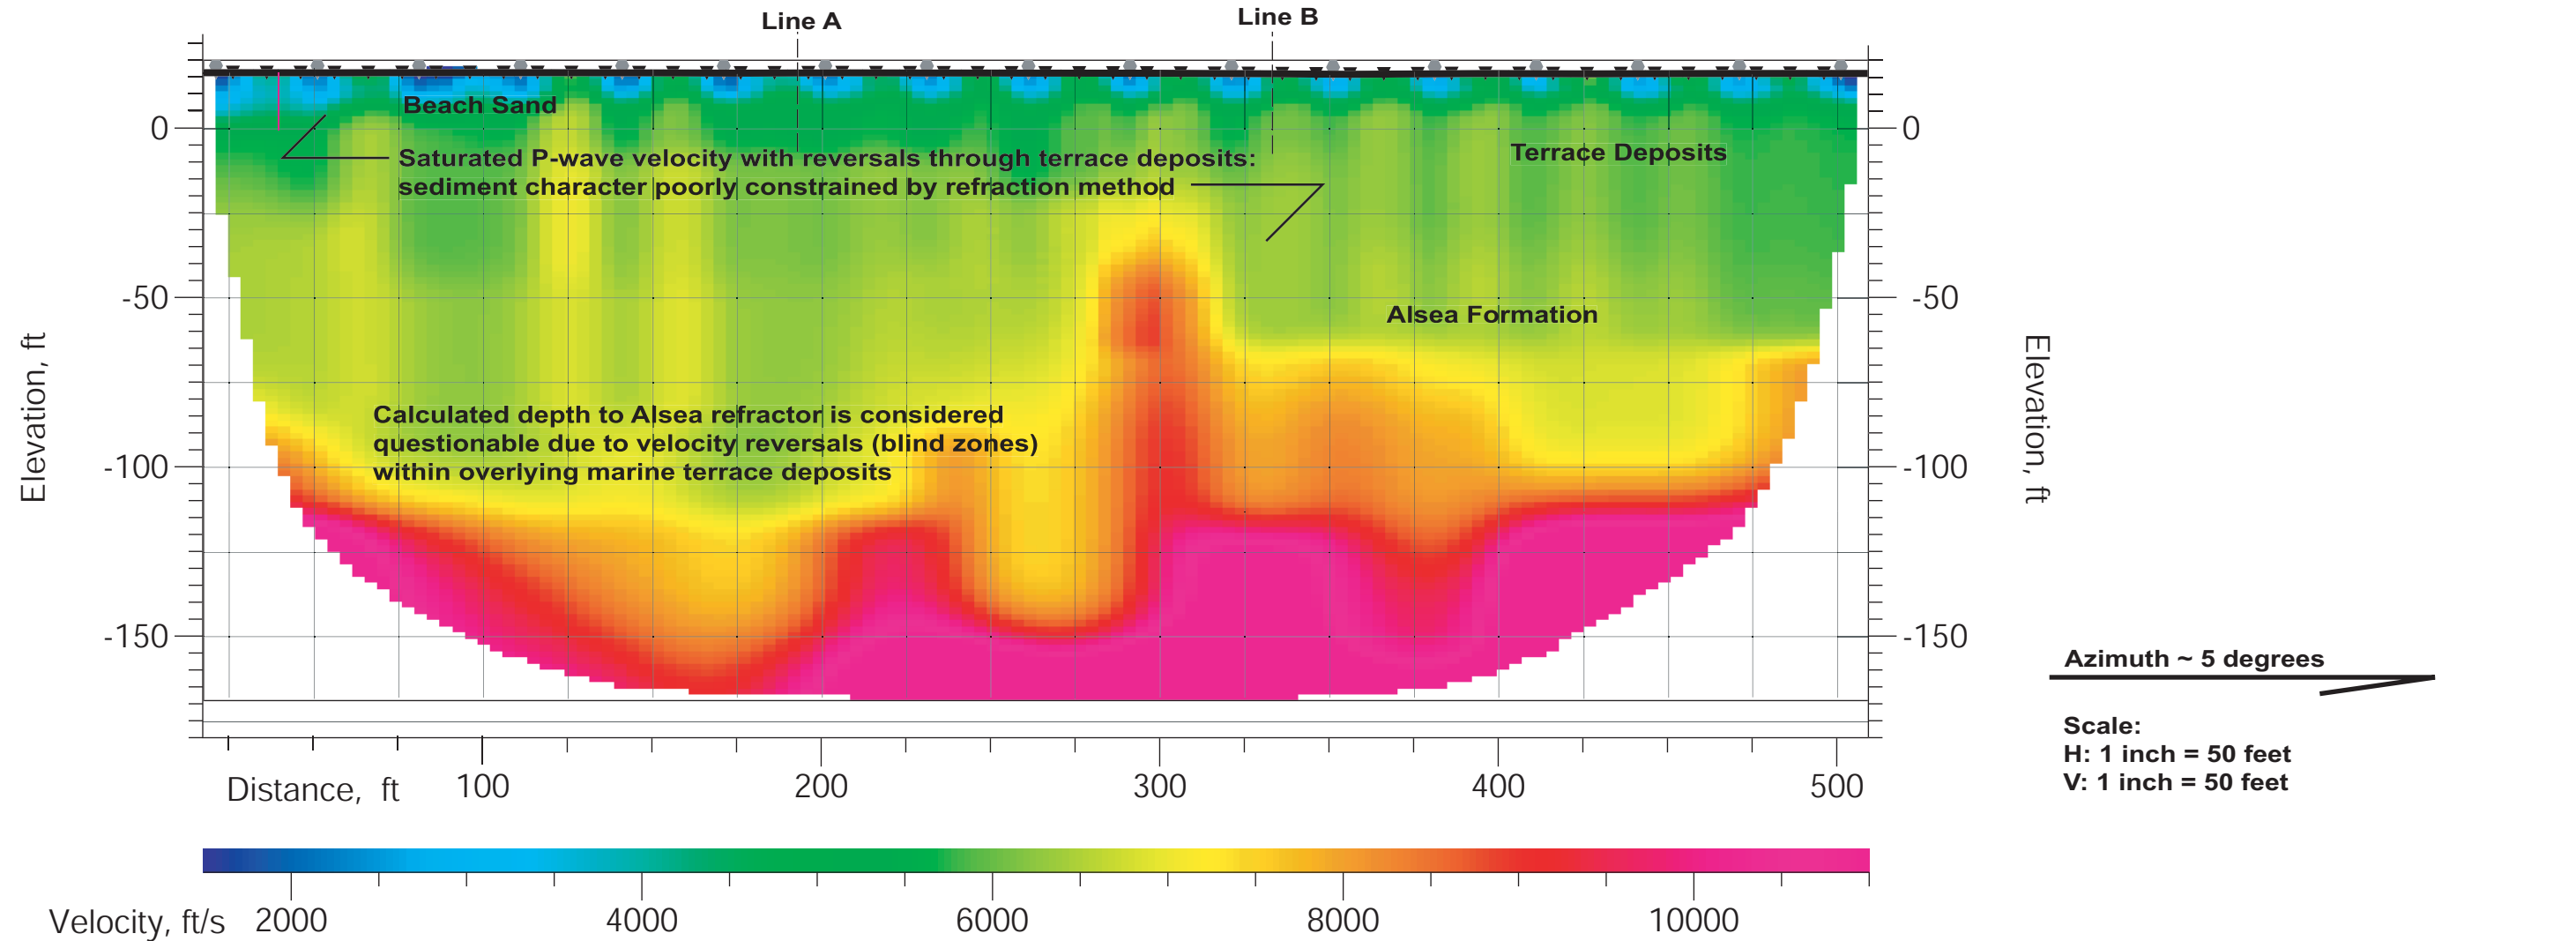 Line A
Line B
Beach Sand
Saturated P-wave velocity with reversals through terrace deposits:
sediment character poorly constrained by refraction method
Terrace Deposits
Alsea Formation
Calculated depth to Alsea refractor is considered
questionable due to velocity reversals (blind zones)
within overlying marine terrace deposits
Elevation, ft
0
-50
-100
-150
0
-50
-100
-150
Elevation, ft
Distance, ft
100
200
300
400
500
Azimuth ~ 5 degrees
Scale:
H: 1 inch = 50 feet
V: 1 inch = 50 feet
Velocity, ft/s
2000
4000
6000
8000
10000